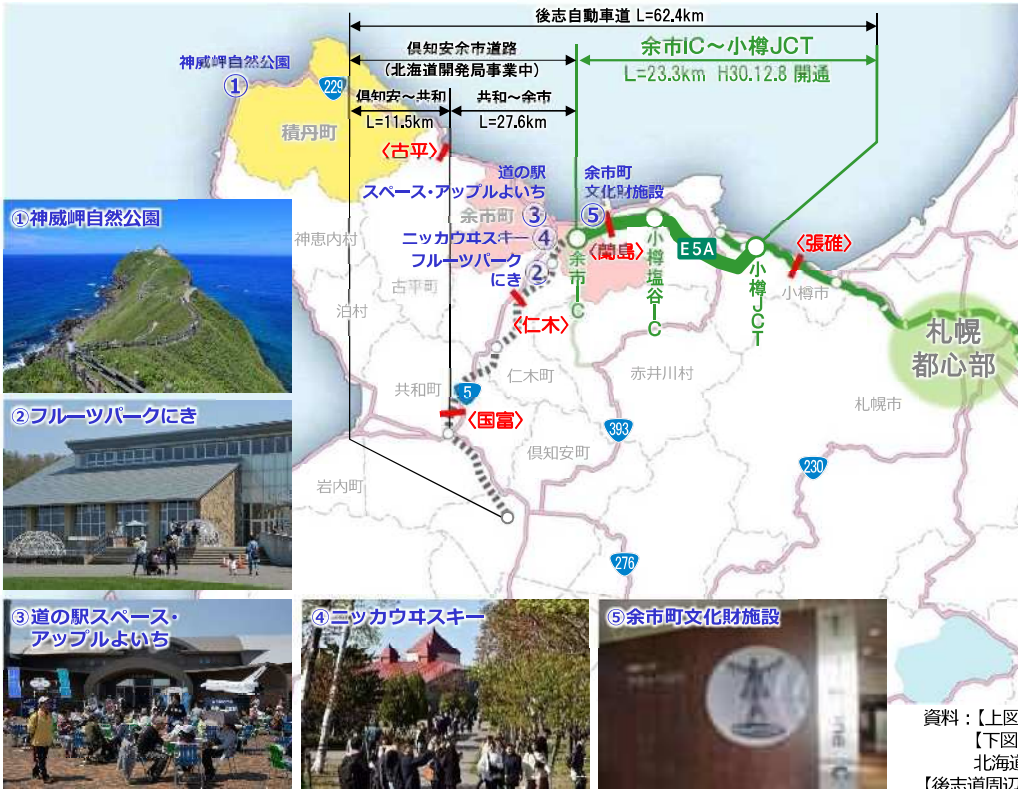 後志自動車道 L=62.4km
倶知安余市道路
(北海道開発局事業中)
余市IC～小樽JCT
L=23.3km H30.12.8 開通
倶知安～共和
L=11.5km
共和～余市
L=27.6km
神威岬自然公園
①
229
積丹町
〈古平〉
道の駅
スペース・アップルよいち
③
余市町
文化財施設
⑤
余市町
ニッカウヰスキー ④
フルーツパーク
にき
②
〈蘭島〉
余市IC
小樽塩谷IC
E5A
小樽JCT
〈張碓〉
小樽市
札幌
都心部
神恵内村
古平町
泊村
〈仁木〉
仁木町
赤井川村
共和町
5
〈国富〉
393
倶知安町
札幌市
230
岩内町
276
①神威岬自然公園
②フルーツパークにき
③道の駅スペース・
アップルよいち
④ニッカウヰスキー
⑤余市町文化財施設
資料：【上図
【下図
北海道
【後志道周辺